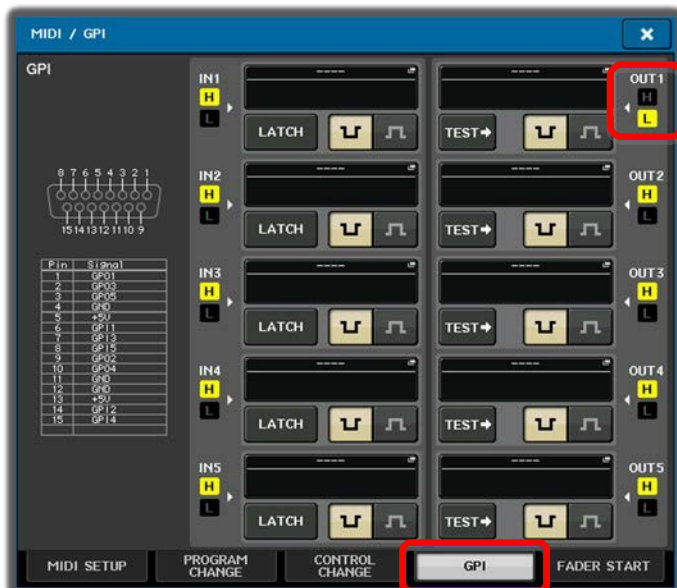 MIDI / GPI
GPI
8 7 6 5 4 3 2 1
15 14 13 12 11 10 9
Pin Signal
1 GPO1
2 GPO3
3 GPO5
4 GND
5 +5V
6 GPI1
7 GPI3
8 GPI5
9 GPO2
10 GPO4
11 GND
12 GND
13 +5V
14 GPI2
15 GPI4
IN1
H
L
----
LATCH
----
TEST
OUT1
H
L
IN2
H
L
----
LATCH
----
TEST
OUT2
H
L
IN3
H
L
----
LATCH
----
TEST
OUT3
H
L
IN4
H
L
----
LATCH
----
TEST
OUT4
H
L
IN5
H
L
----
LATCH
----
TEST
OUT5
H
L
MIDI SETUP
PROGRAM
CHANGE
CONTROL
CHANGE
GPI
FADER START